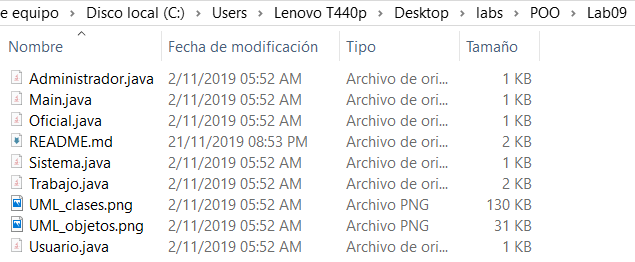 e equipo > Disco local (C:) > Users > Lenovo T440p > Desktop > labs > POO > Lab09
Nombre Fecha de modificación Tipo Tamaño
Administrador.java 2/11/2019 05:52 AM Archivo de ori... 1 KB
Main.java 2/11/2019 05:52 AM Archivo de ori... 1 KB
Oficial.java 2/11/2019 05:52 AM Archivo de ori... 1 KB
README.md 21/11/2019 08:53 PM Archivo de ori... 2 KB
Sistema.java 2/11/2019 05:52 AM Archivo de ori... 1 KB
Trabajo.java 2/11/2019 05:52 AM Archivo de ori... 2 KB
UML_clases.png 2/11/2019 05:52 AM Archivo PNG 130 KB
UML_objetos.png 2/11/2019 05:52 AM Archivo PNG 31 KB
Usuario.java 2/11/2019 05:52 AM Archivo de ori... 1 KB